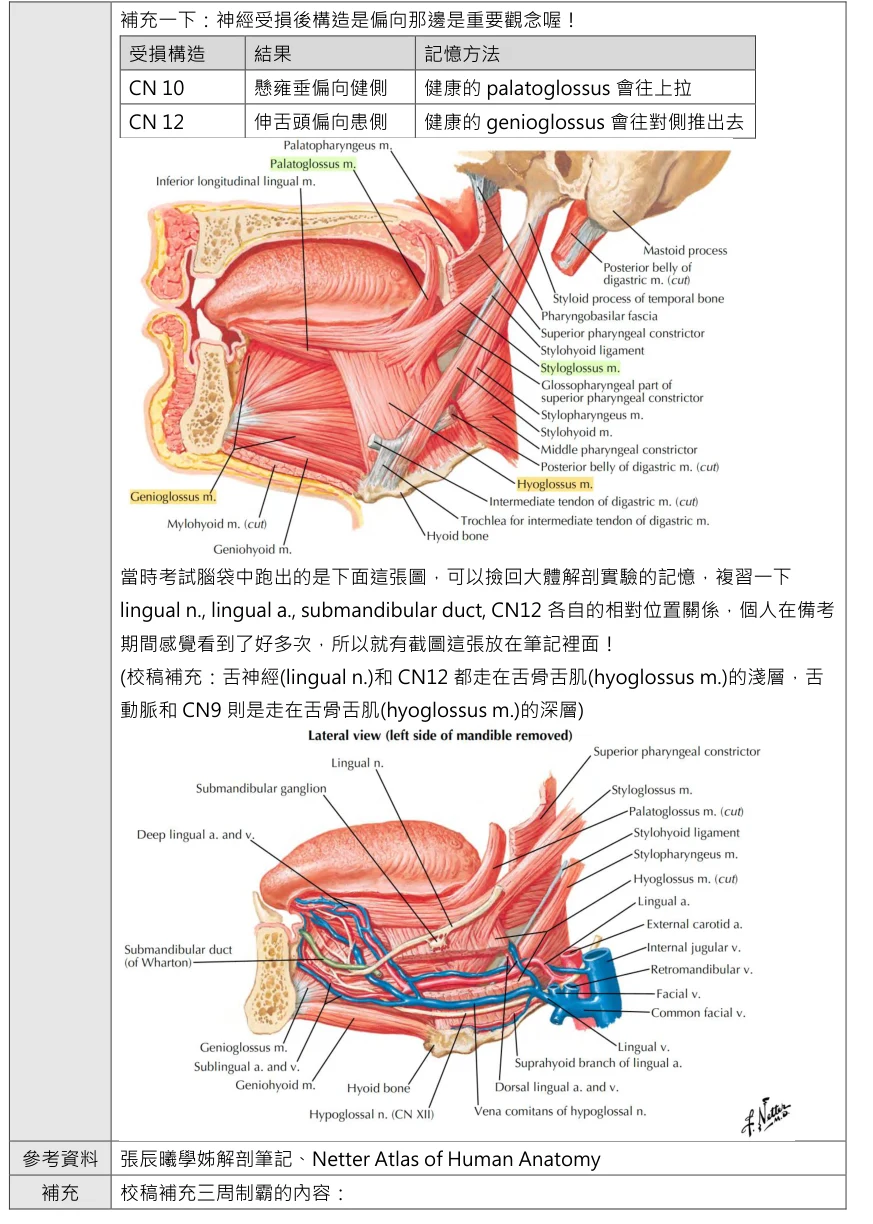 補充一下：神經受損後構造是偏向那邊是重要觀念喔！
受損構造 結果 記憶方法
CN 10 懸雍垂偏向健側 健康的 palatoglossus 會往上拉
CN 12 伸舌頭偏向患側 健康的 genioglossus 會往對側推出去
Palatopharyngeus m.
Palatoglossus m.
Inferior longitudinal lingual m.
Mastoid process
Posterior belly of
digastric m. (cut)
Styloid process of temporal bone
Pharyngobasilar fascia
Superior pharyngeal constrictor
Stylohyoid ligament
Styloglossus m.
Glossopharyngeal part of
superior pharyngeal constrictor
Stylopharyngeus m.
Stylohyoid m.
Middle pharyngeal constrictor
Posterior belly of digastric m. (cut)
Hyoglossus m.
Intermediate tendon of digastric m. (cut)
Trochlea for intermediate tendon of digastric m.
Hyoid bone
Genioglossus m.
Mylohyoid m. (cut)
Geniohyoid m.
當時考試腦袋中跑出的是下面這張圖，可以撿回大體解剖實驗的記憶，複習一下
lingual n., lingual a., submandibular duct, CN12 各自的相對位置關係，個人在備考
期間感覺看到了好多次，所以就有截圖這張放在筆記裡面！
(校稿補充：舌神經(lingual n.)和 CN12 都走在舌骨舌肌(hyoglossus m.)的淺層，舌
動脈和 CN9 則是走在舌骨舌肌(hyoglossus m.)的深層)
Lateral view (left side of mandible removed)
Lingual n.
Submandibular ganglion
Deep lingual a. and v.
Submandibular duct
(of Wharton)
Superior pharyngeal constrictor
Styloglossus m.
Palatoglossus m. (cut)
Stylohyoid ligament
Stylopharyngeus m.
Hyoglossus m. (cut)
Lingual a.
External carotid a.
Internal jugular v.
Retromandibular v.
Facial v.
Common facial v.
Lingual v.
Suprahyoid branch of lingual a.
Dorsal lingual a. and v.
Vena comitans of hypoglossal n.
Genioglossus m.
Sublingual a. and v.
Geniohyoid m.
Hyoid bone
Hypoglossal n. (CN XII)
F. Netter M.D.
參考資料 張辰曦學姊解剖筆記、Netter Atlas of Human Anatomy
補充 校稿補充三周制霸的內容：